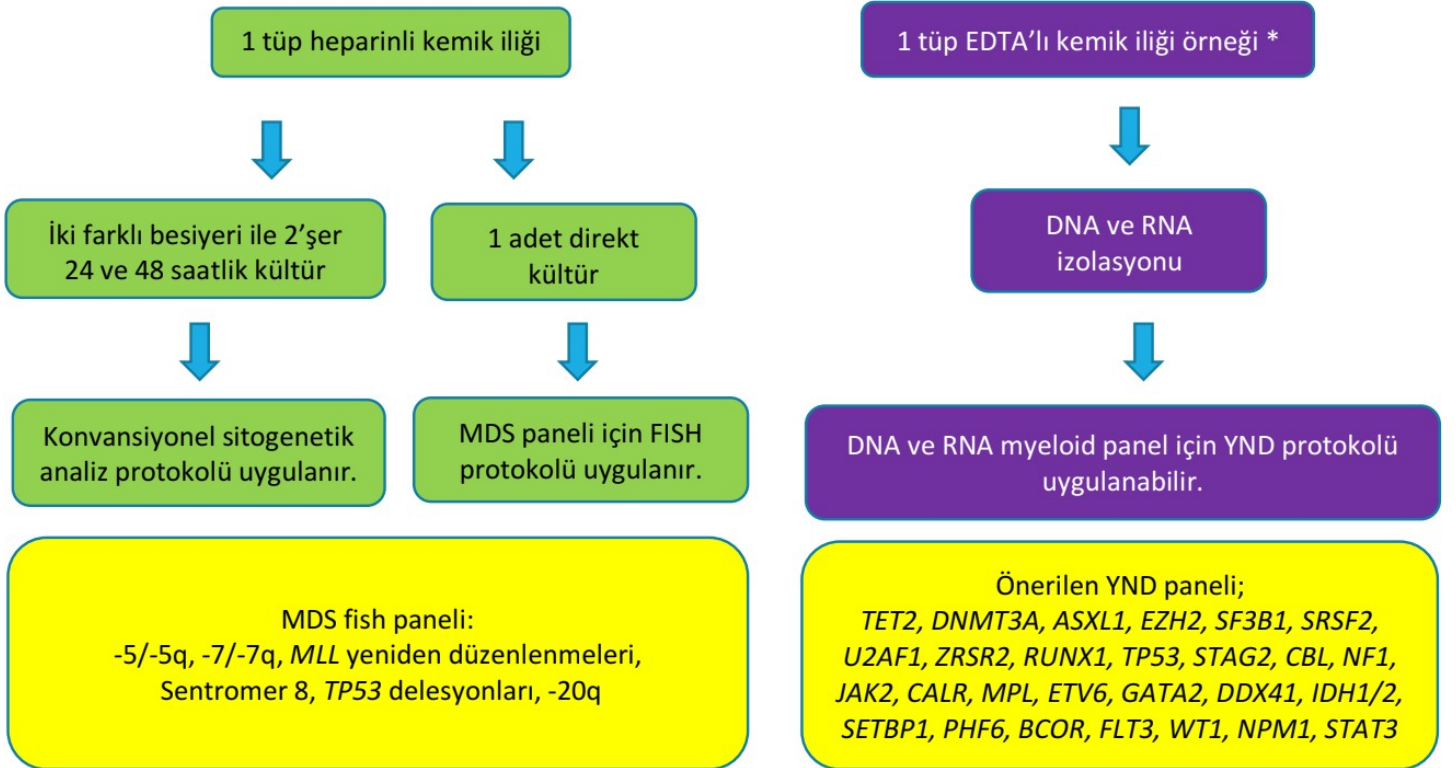 1 tüp heparinli kemik iliği
İki farklı besiyeri ile 2’şer
24 ve 48 saatlik kültür
1 adet direkt
kültür
Konvansiyonel sitogenetik
analiz protokolü uygulanır.
MDS paneli için FISH
protokolü uygulanır.
MDS fish paneli:
-5/-5q, -7/-7q, MLL yeniden düzenlenmeleri,
Sentromer 8, TP53 delesyonları, -20q
1 tüp EDTA’lı kemik iliği örneği *
DNA ve RNA
izolasyonu
DNA ve RNA myeloid panel için YND protokolü
uygulanabilir.
Önerilen YND paneli;
TET2, DNMT3A, ASXL1, EZH2, SF3B1, SRSF2,
U2AF1, ZRSR2, RUNX1, TP53, STAG2, CBL, NF1,
JAK2, CALR, MPL, ETV6, GATA2, DDX41, IDH1/2,
SETBP1, PHF6, BCOR, FLT3, WT1, NPM1, STAT3